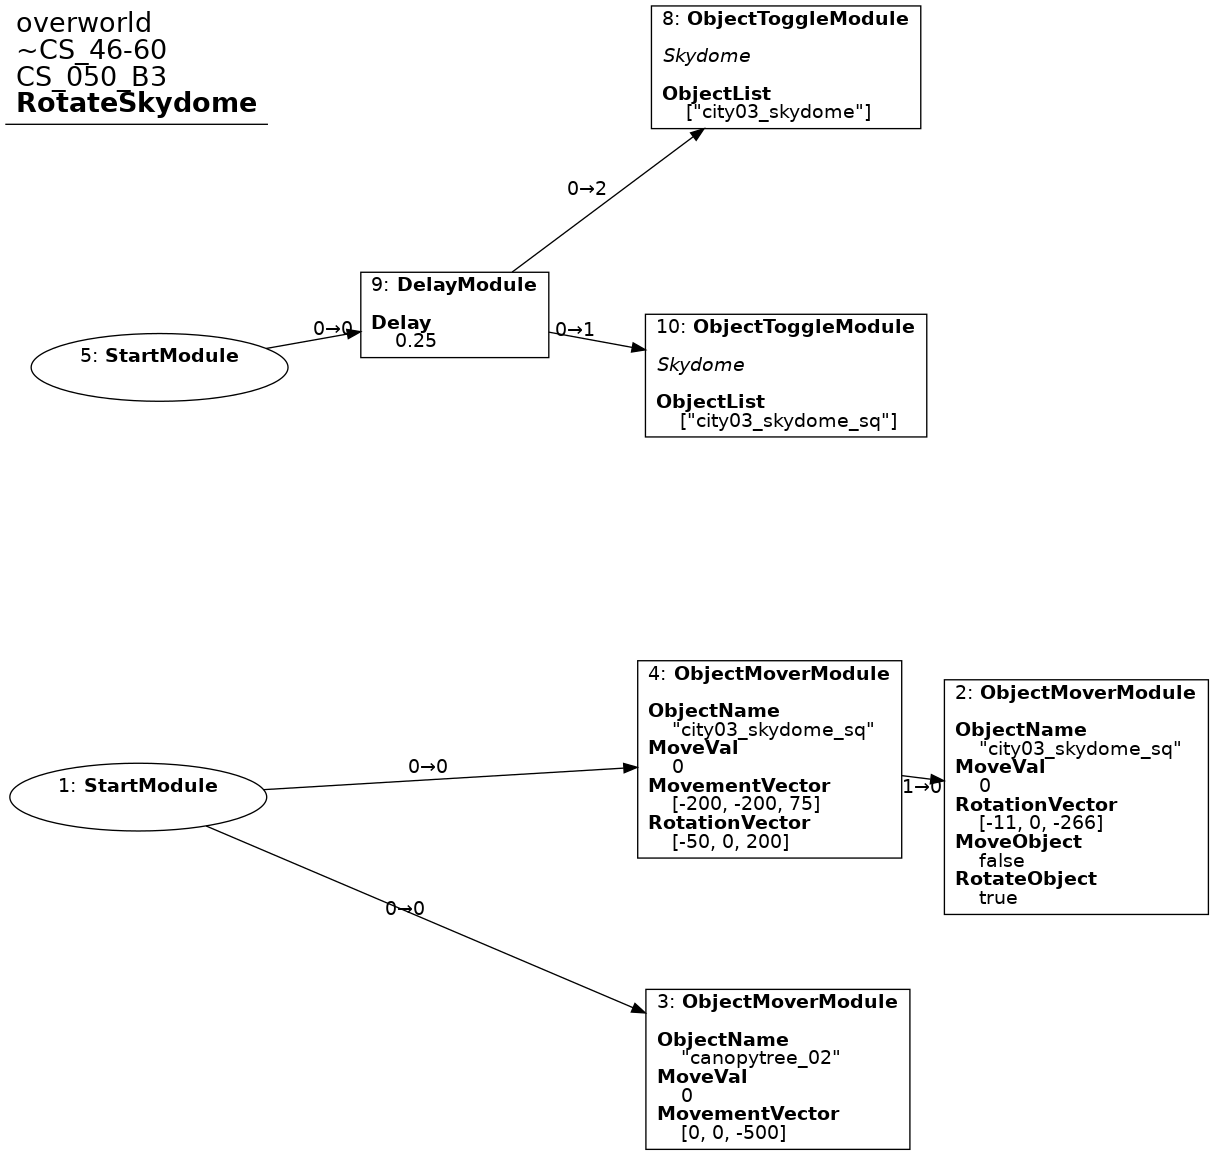 overworld
~CS_46-60
CS_050_B3
RotateSkydome
8: ObjectToggleModule
Skydome
ObjectList
["city03_skydome"]
0→2
9: DelayModule
Delay
0.25
0→0
5: StartModule
0→1
10: ObjectToggleModule
Skydome
ObjectList
["city03_skydome_sq"]
4: ObjectMoverModule
ObjectName
"city03_skydome_sq"
MoveVal
0
MovementVector
[-200, -200, 75]
RotationVector
[-50, 0, 200]
2: ObjectMoverModule
ObjectName
"city03_skydome_sq"
MoveVal
0
RotationVector
[-11, 0, -266]
MoveObject
false
RotateObject
true
0→0
1→0
1: StartModule
0→0
3: ObjectMoverModule
ObjectName
"canopytree_02"
MoveVal
0
MovementVector
[0, 0, -500]